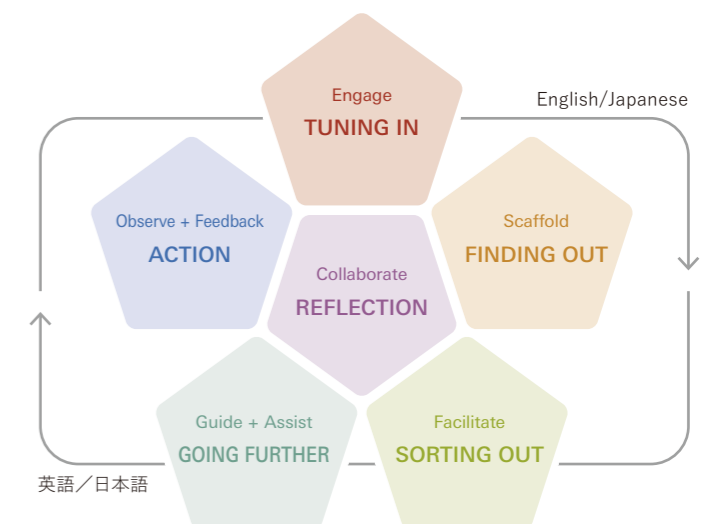 Engage
TUNING IN
English/Japanese
Observe + Feedback
ACTION
Scaffold
FINDING OUT
Collaborate
REFLECTION
Guide + Assist
GOING FURTHER
Facilitate
SORTING OUT
英語／日本語